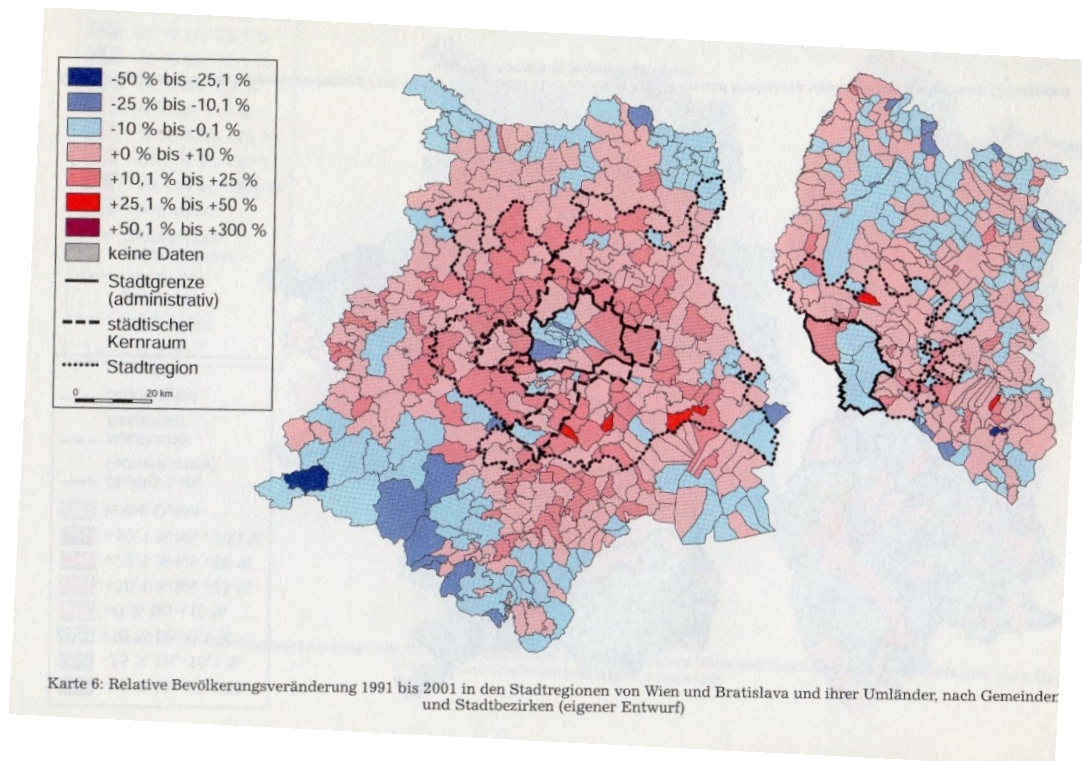 -50 % bis -25,1 %
-25 % bis -10,1 %
-10 % bis -0,1 %
+0 % bis +10 %
+10,1 % bis +25 %
+25,1 % bis +50 %
+50,1 % bis +300 %
keine Daten
Stadtgrenze
(administrativ)
städtischer
Kernraum
Stadtregion
0 20 km
Karte 6: Relative Bevölkerungsveränderung 1991 bis 2001 in den Stadtregionen von Wien und Bratislava und ihrer Umländer, nach Gemeinden
und Stadtbezirken (eigener Entwurf)